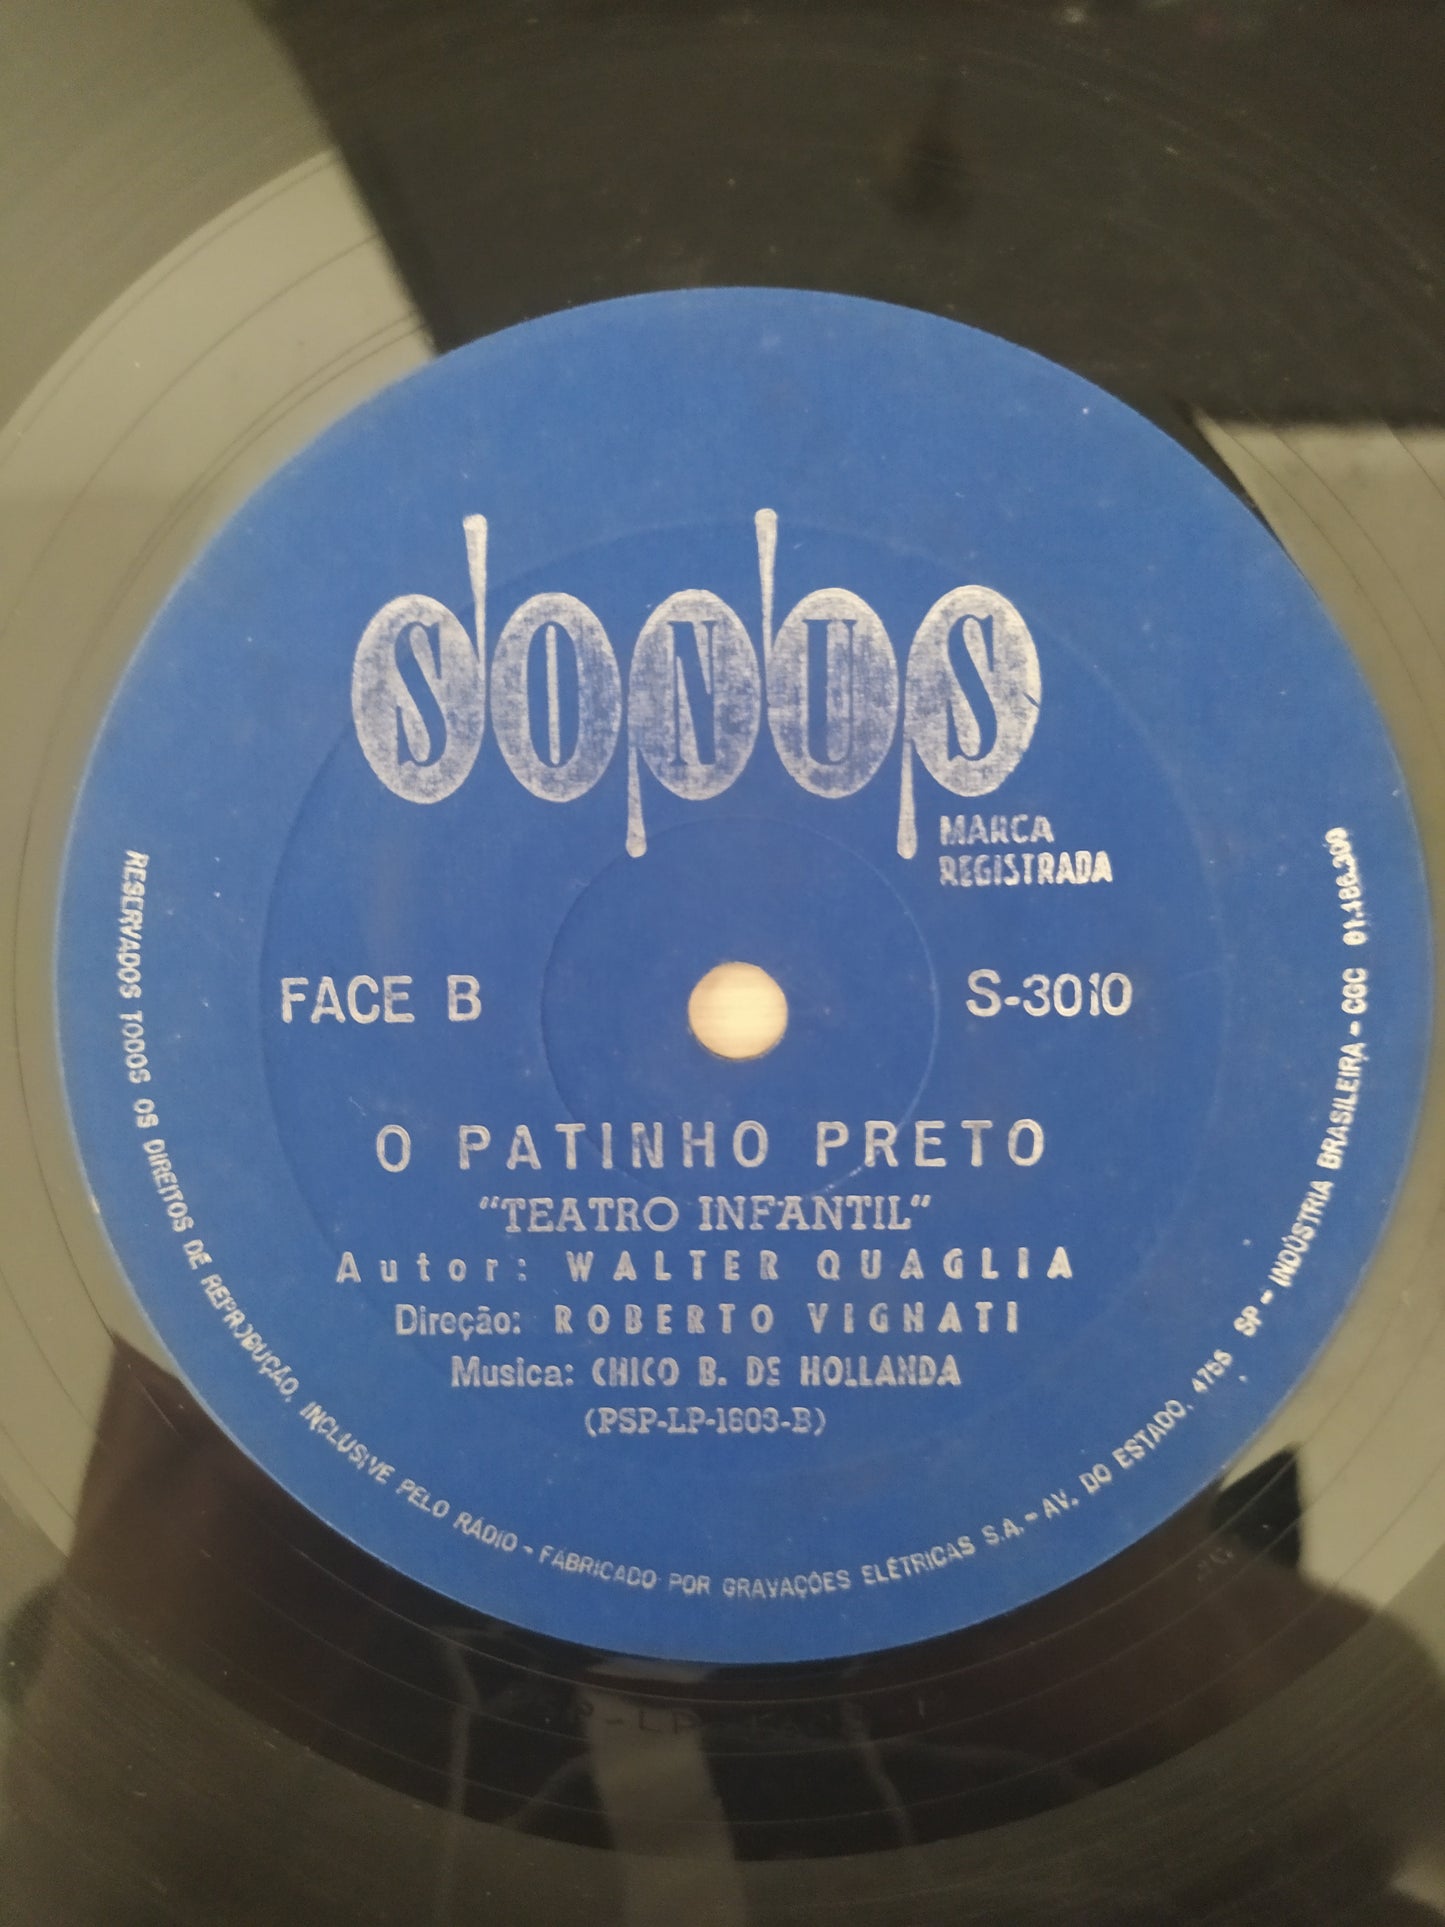 SONUS
MARCA
REGISTRADA
FACE B
S-3010
O PATINHO PRETO
"TEATRO INFANTIL"
Autor: WALTER QUAGLIA
Direção: ROBERTO VIGNATI
Musica: CHICO B. DE HOLLANDA
(PSP-LP-1603-B)
RESERVADOS TODOS OS DIREITOS DE REPRODUÇÃO, INCLUSIVE PELO RÁDIO - FABRICADO POR GRAVAÇÕES ELÉTRICAS S.A. - AV. DO ESTADO, 4755 SP - INDÚSTRIA BRASILEIRA - CGC